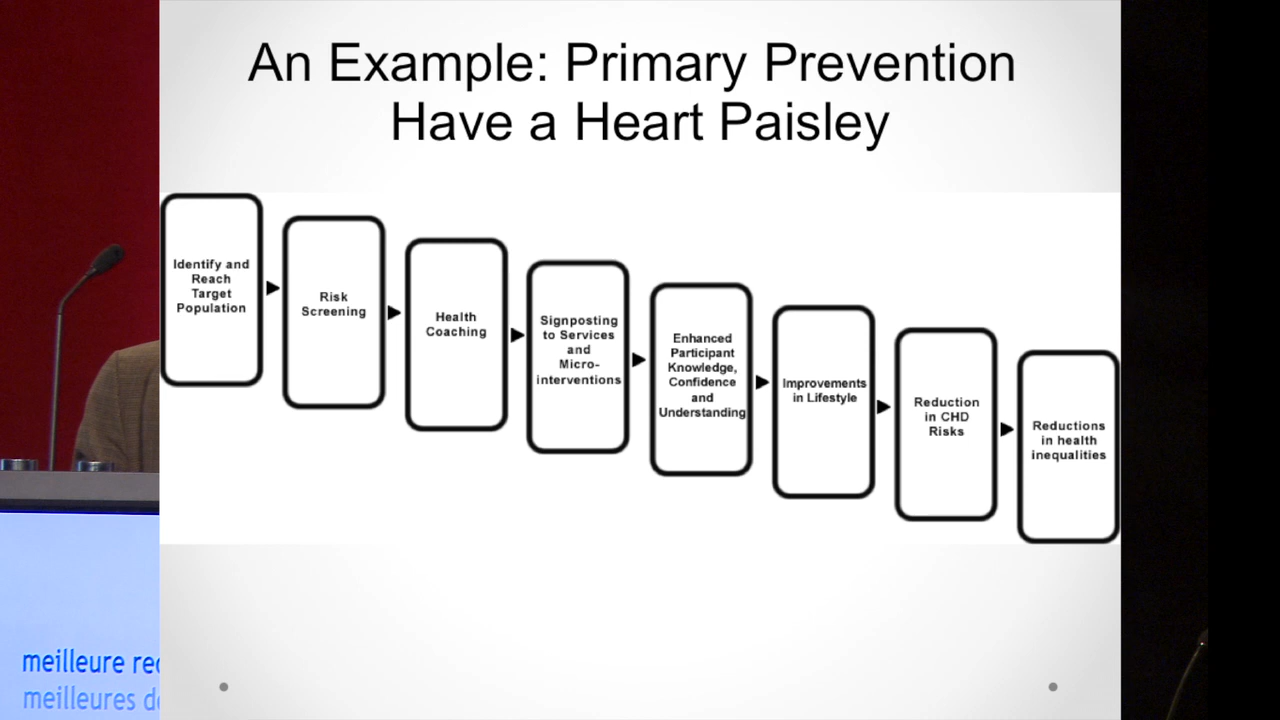 An Example: Primary Prevention
Have a Heart Paisley
Identify and
Reach
Target
Population
Risk
Screening
Health
Coaching
Signposting
to Services
and
Micro-
interventions
Enhanced
Participant
Knowledge,
Confidence
and
Understanding
Improvements
in Lifestyle
Reduction
in CHD
Risks
Reductions
in health
inequalities
meilleure
meilleures